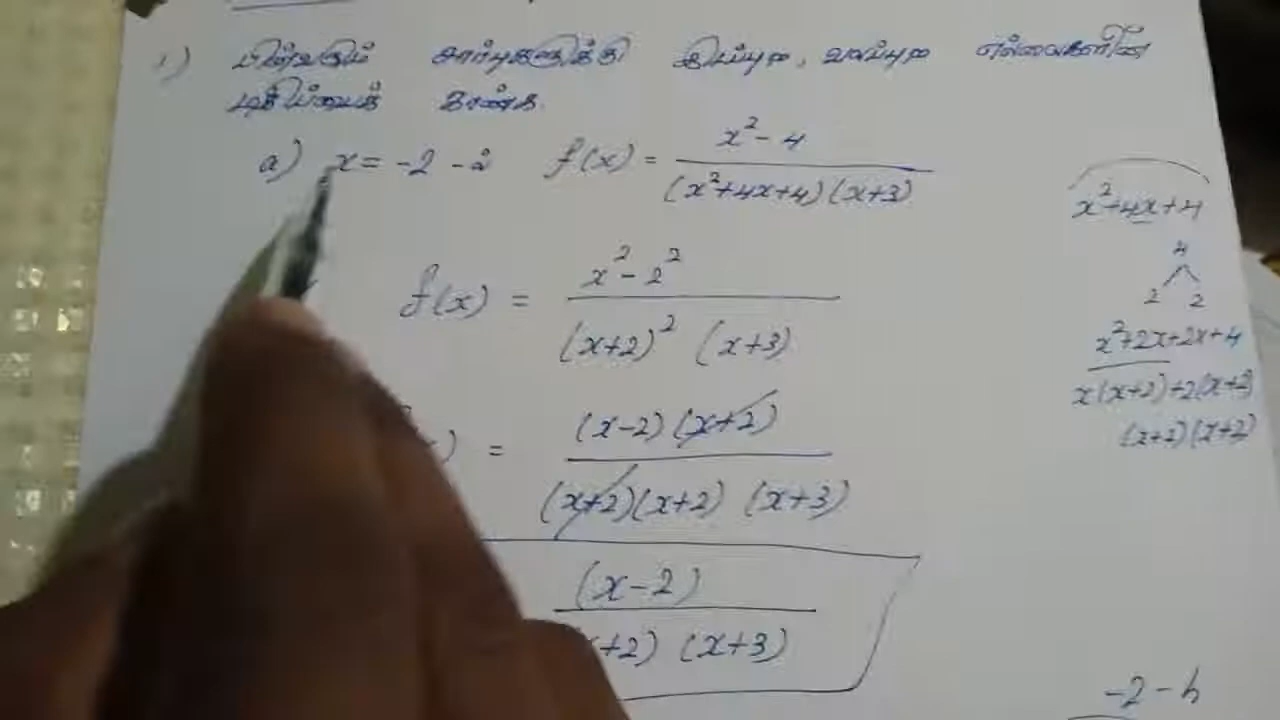 1) பின்வரும் சார்புகளுக்கு இடப்புற, வலப்புற எல்லைகளின்
மதிப்பைக் காண்க.
a) x = -2 -ல் f(x) = x² - 4 / (x²+4x+4)(x+3)
f(x) = x² - 2² / (x+2)² (x+3)
) = (x-2)(x+2) / (x+2)(x+2) (x+3)
(x-2) / +2) (x+3)
x²+4x+4
4
2 2
x²+2x+2x+4
x(x+2)+2(x+2)
(x+2)(x+2)
-2-h